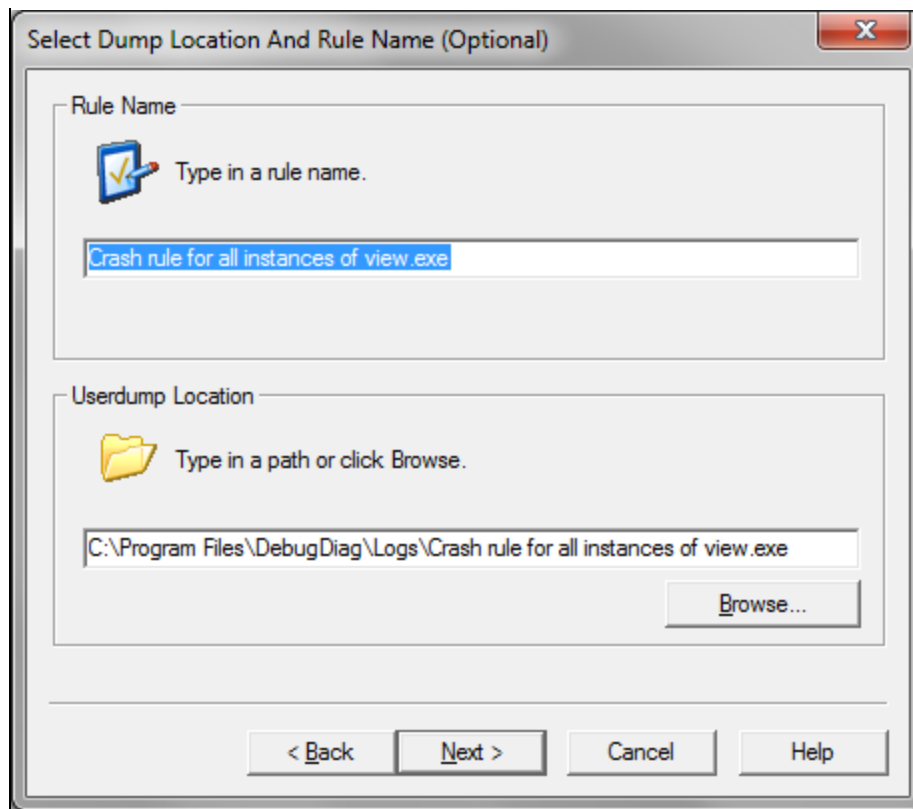 Select Dump Location And Rule Name (Optional)
Rule Name
Type in a rule name.
Crash rule for all instances of view.exe
Userdump Location
Type in a path or click Browse.
C:\Program Files\DebugDiag\Logs\Crash rule for all instances of view.exe
Browse...
< Back Next > Cancel Help